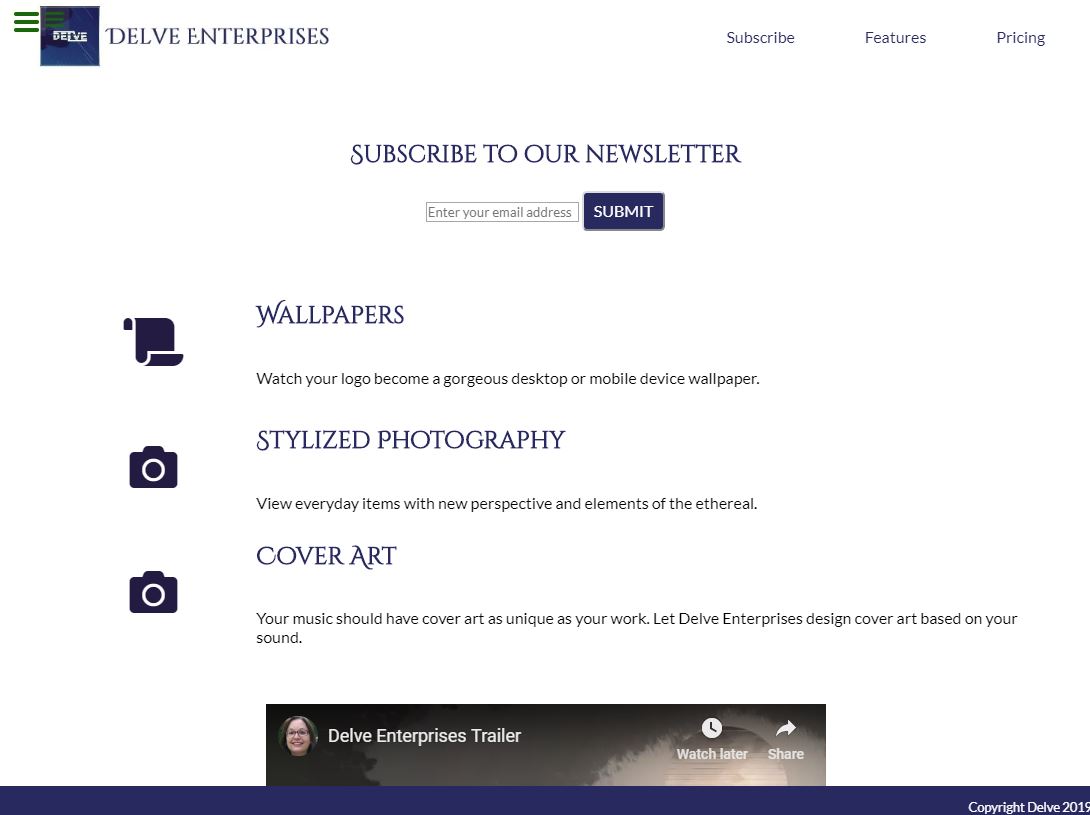 DELVE
Delve Enterprises
Subscribe
Features
Pricing
Subscribe to our newsletter
Enter your email address
SUBMIT
Wallpapers
Watch your logo become a gorgeous desktop or mobile device wallpaper.
Stylized Photography
View everyday items with new perspective and elements of the ethereal.
Cover Art
Your music should have cover art as unique as your work. Let Delve Enterprises design cover art based on your
sound.
Delve Enterprises Trailer
Watch later
Share
Copyright Delve 2019